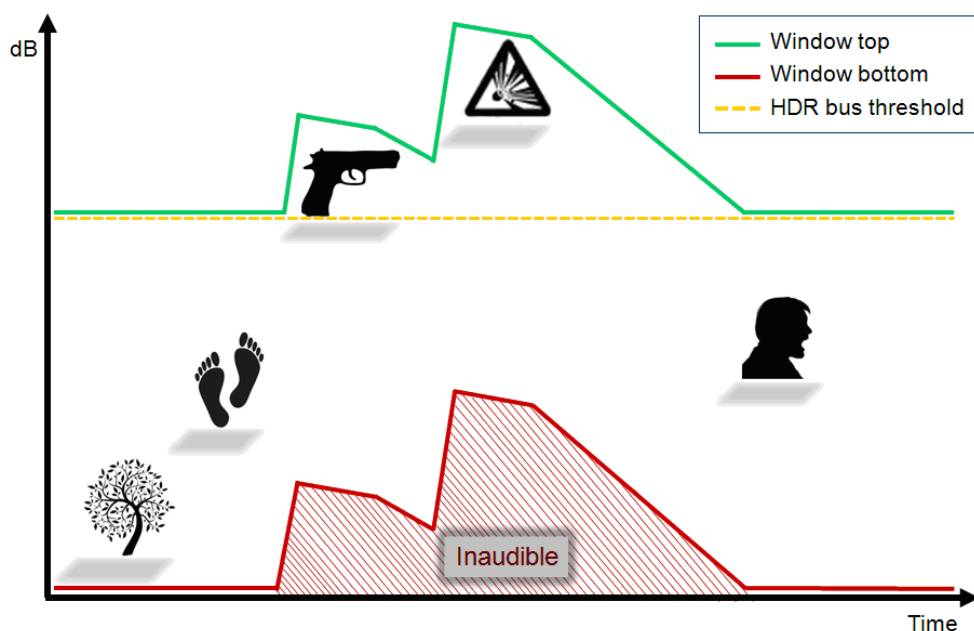 dB
Window top
Window bottom
HDR bus threshold
Inaudible
Time